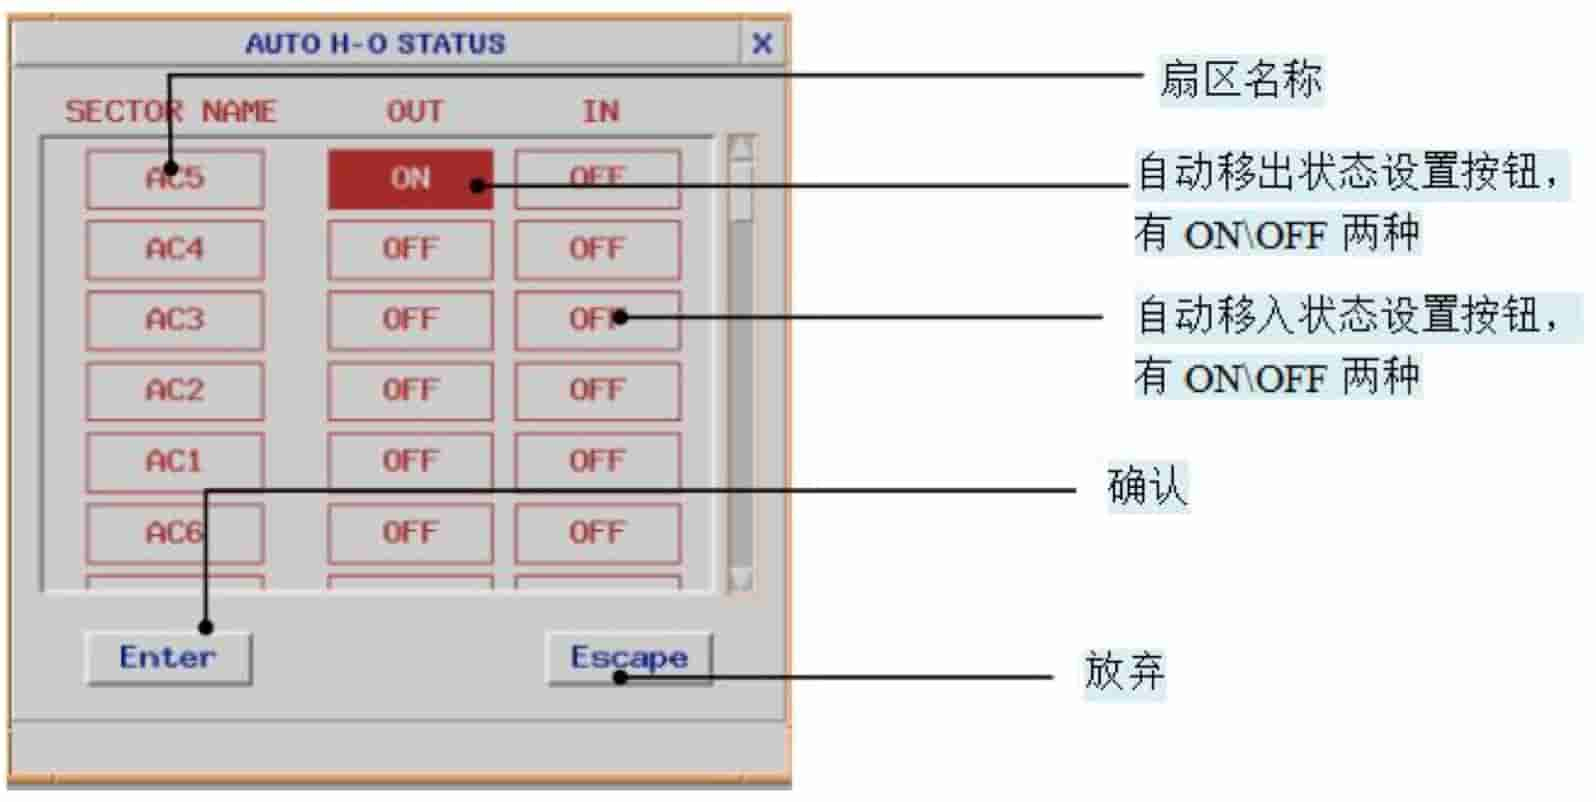 AUTO H-O STATUS X
SECTOR NAME OUT IN
AC5 ON OFF
AC4 OFF OFF
AC3 OFF OFF
AC2 OFF OFF
AC1 OFF OFF
AC6 OFF OFF
Enter Escape
扇区名称
自动移出状态设置按钮，
有 ON\OFF 两种
自动移入状态设置按钮，
有 ON\OFF 两种
确认
放弃